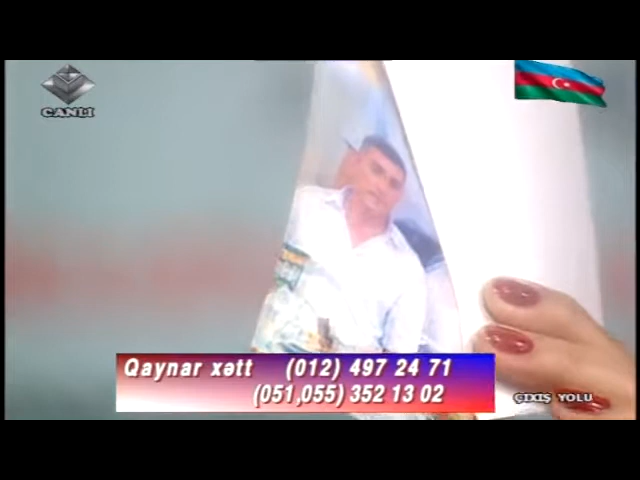 CANLI
Qaynar xətt (012) 497 24 71
(051,055) 352 13 02
ÇIXIŞ YOLU